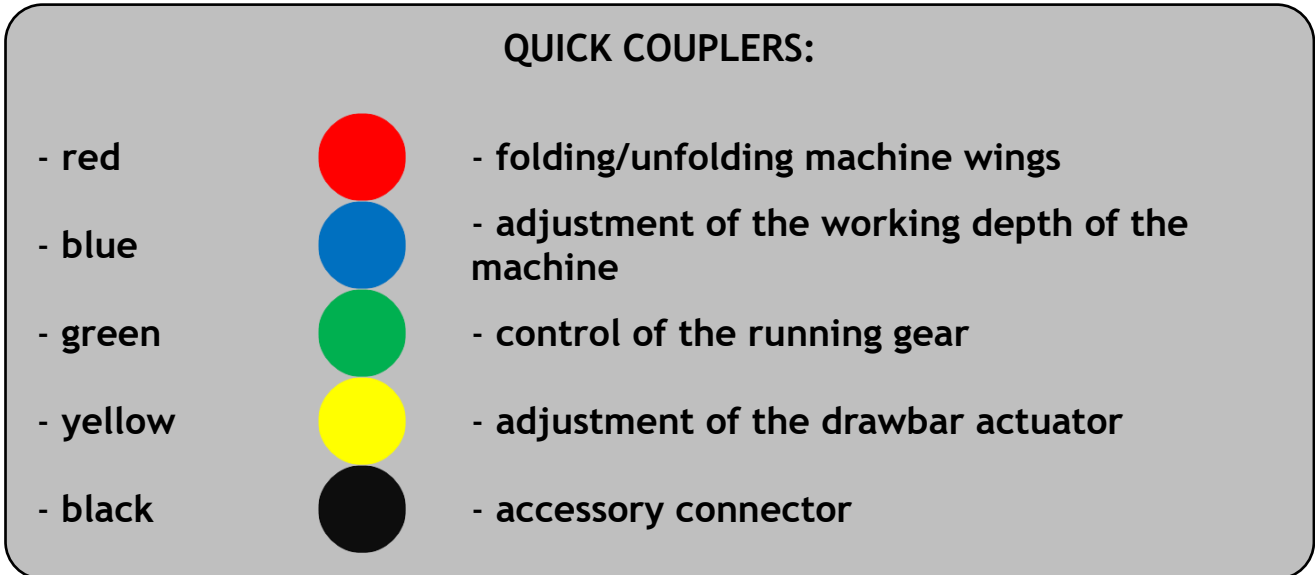 QUICK COUPLERS:
- red - folding/unfolding machine wings
- blue - adjustment of the working depth of the
machine
- green - control of the running gear
- yellow - adjustment of the drawbar actuator
- black - accessory connector